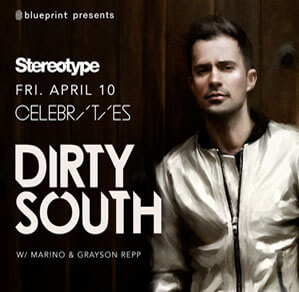 blueprint presents
Stereotype
FRI. APRIL 10
CELEBR/T/ES
DIRTY
SOUTH
W/ MARINO & GRAYSON REPP